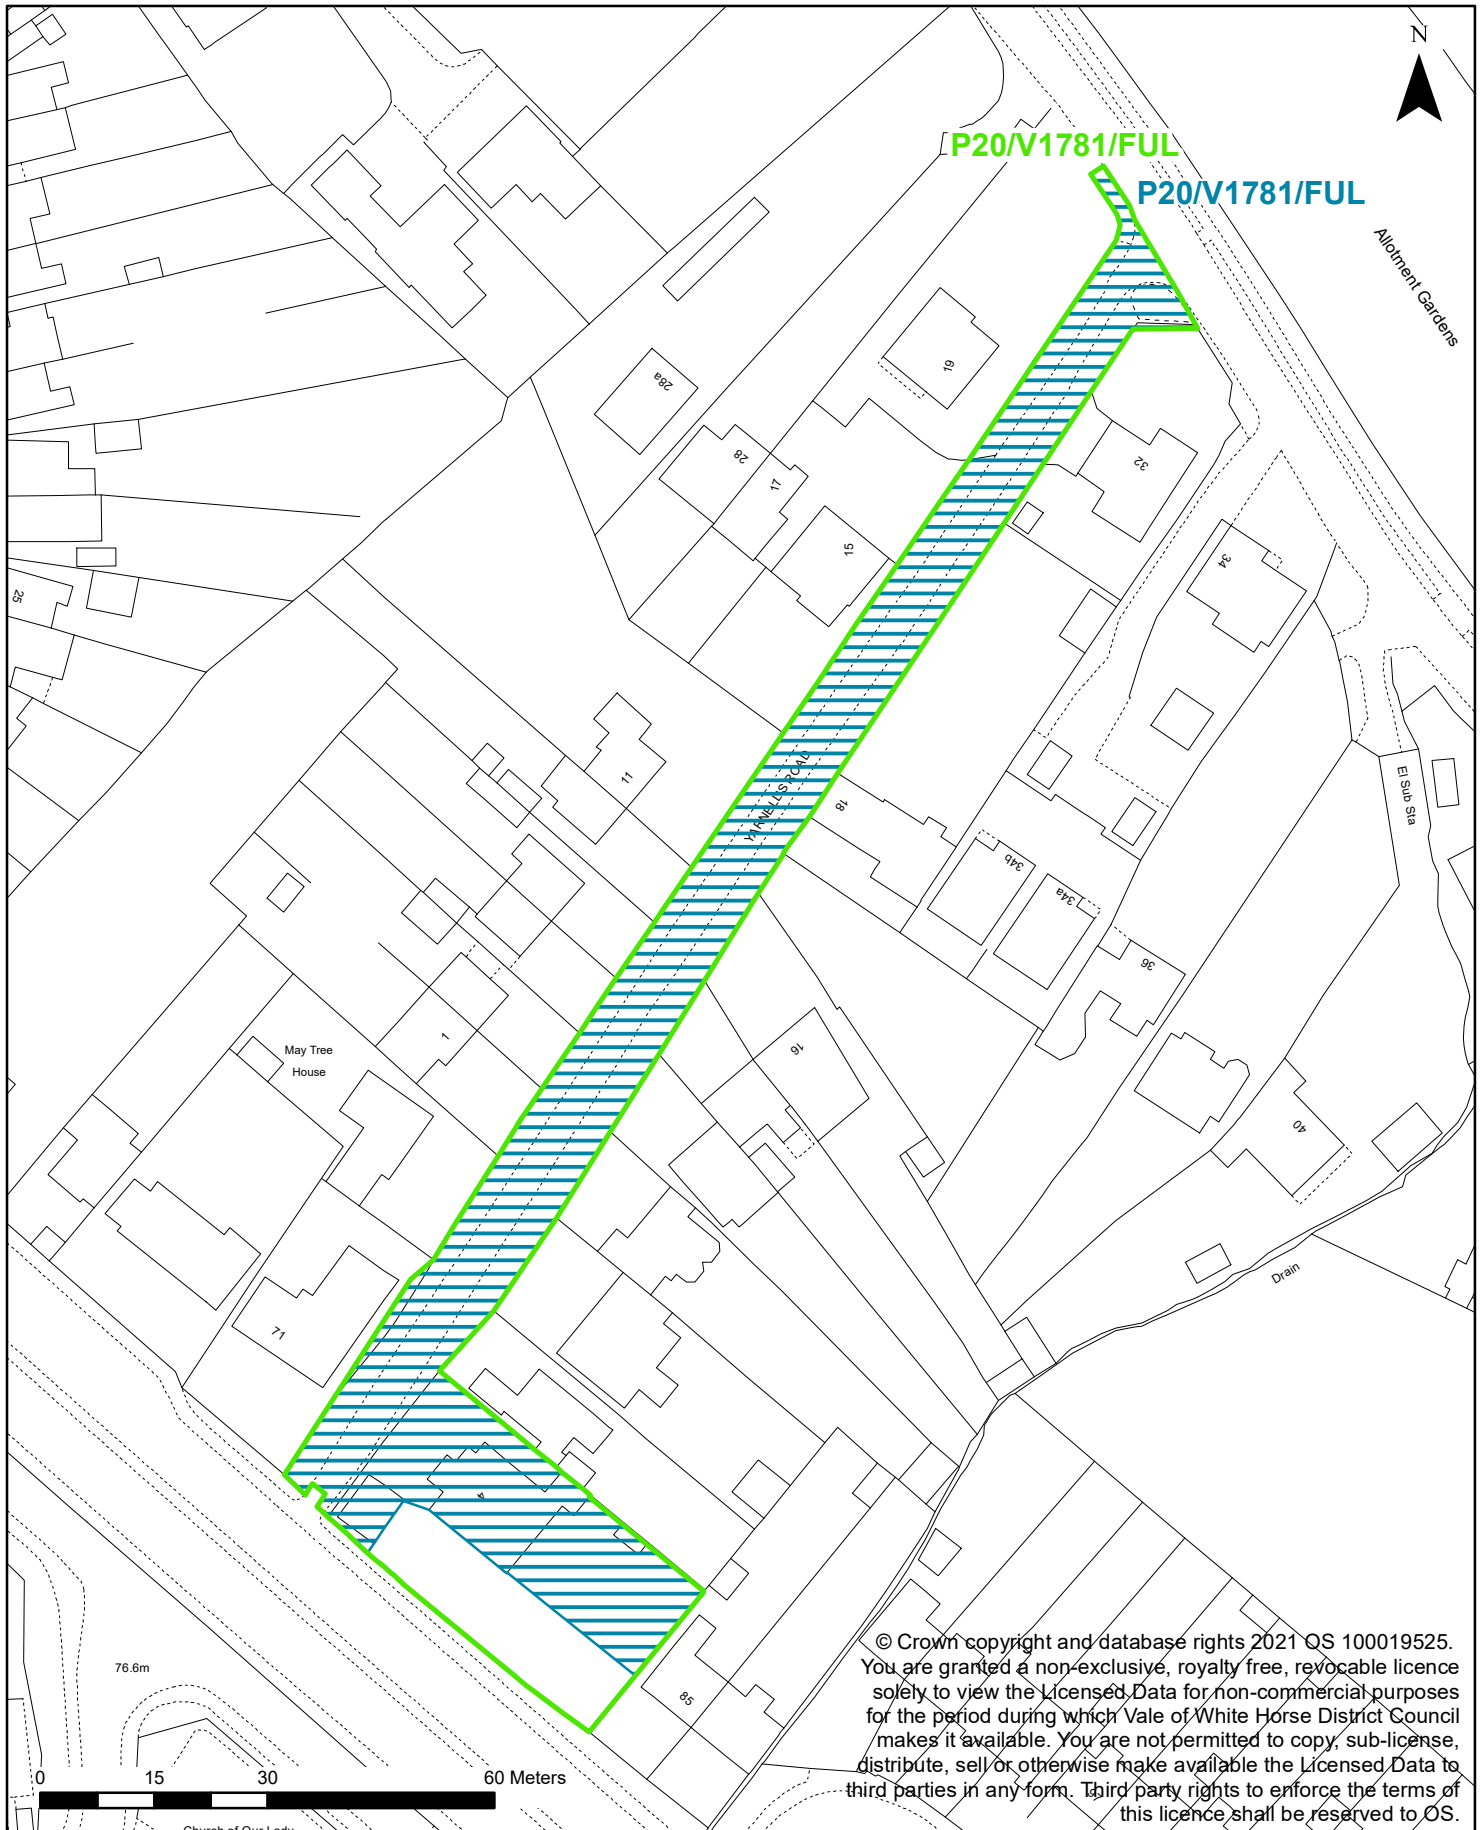 N
P20/V1781/FUL
P20/V1781/FUL
Allotment Gardens
28a
19
28
17
32
15
34
25
11
YARNELL'S ROAD
18
El Sub Sta
34b
34a
36
16
1
May Tree
House
40
Drain
71
4
85
76.6m
© Crown copyright and database rights 2021 OS 100019525.
You are granted a non-exclusive, royalty free, revocable licence
solely to view the Licensed Data for non-commercial purposes
for the period during which Vale of White Horse District Council
makes it available. You are not permitted to copy, sub-license,
distribute, sell or otherwise make available the Licensed Data to
third parties in any form. Third party rights to enforce the terms of
this licence shall be reserved to OS.
0 15 30 60 Meters
Church of Our Lady